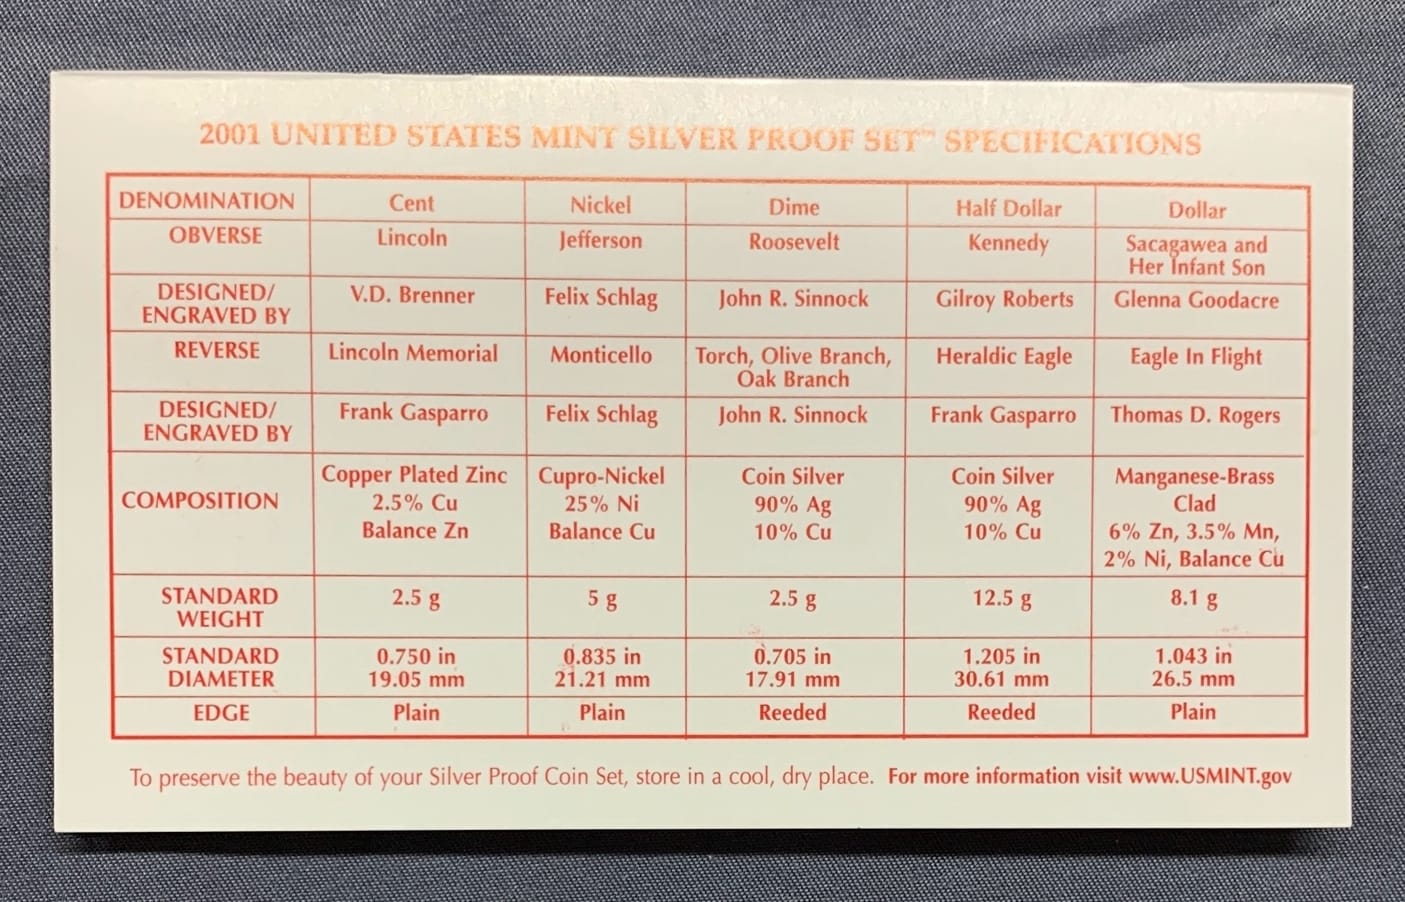 2001 UNITED STATES MINT SILVER PROOF SET™ SPECIFICATIONS
DENOMINATION Cent Nickel Dime Half Dollar Dollar
OBVERSE Lincoln Jefferson Roosevelt Kennedy Sacagawea and
Her Infant Son
DESIGNED/ V.D. Brenner Felix Schlag John R. Sinnock Gilroy Roberts Glenna Goodacre
ENGRAVED BY
REVERSE Lincoln Memorial Monticello Torch, Olive Branch, Heraldic Eagle Eagle In Flight
Oak Branch
DESIGNED/ Frank Gasparro Felix Schlag John R. Sinnock Frank Gasparro Thomas D. Rogers
ENGRAVED BY
Copper Plated Zinc Cupro-Nickel Coin Silver Coin Silver Manganese-Brass
COMPOSITION 2.5% Cu 25% Ni 90% Ag 90% Ag Clad
Balance Zn Balance Cu 10% Cu 10% Cu 6% Zn, 3.5% Mn,
2% Ni, Balance Cu
STANDARD 2.5 g 5 g 2.5 g 12.5 g 8.1 g
WEIGHT
STANDARD 0.750 in 0.835 in 0.705 in 1.205 in 1.043 in
DIAMETER 19.05 mm 21.21 mm 17.91 mm 30.61 mm 26.5 mm
EDGE Plain Plain Reeded Reeded Plain
To preserve the beauty of your Silver Proof Coin Set, store in a cool, dry place. For more information visit www.USMINT.gov